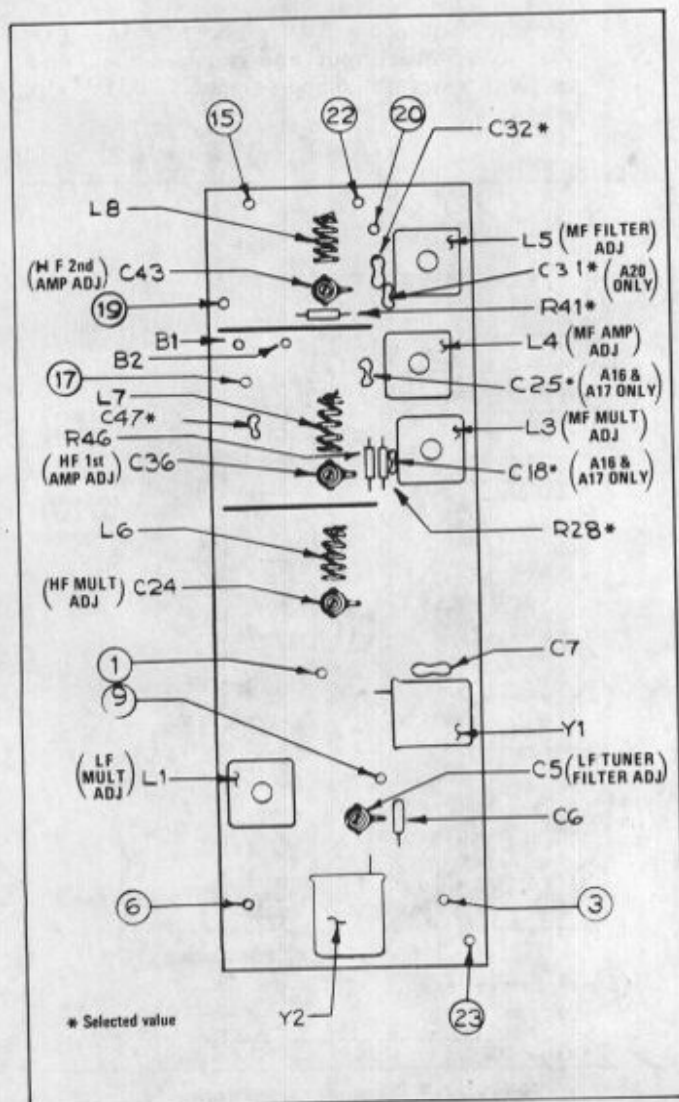 15
22
20
C32*
L8
L5 (MF FILTER ADJ)
(HF 2nd AMP ADJ) C43
C31* (A20 ONLY)
19
R41*
B1
B2
L4 (MF AMP ADJ)
17
C25* (A16 & A17 ONLY)
L7
C47*
L3 (MF MULT ADJ)
R46
(HF 1st AMP ADJ) C36
C18* (A16 & A17 ONLY)
R28*
L6
(HF MULT ADJ) C24
1
C7
9
Y1
(LF MULT ADJ) L1
C5 (LF TUNER FILTER ADJ)
C6
6
3
* Selected value
Y2
23